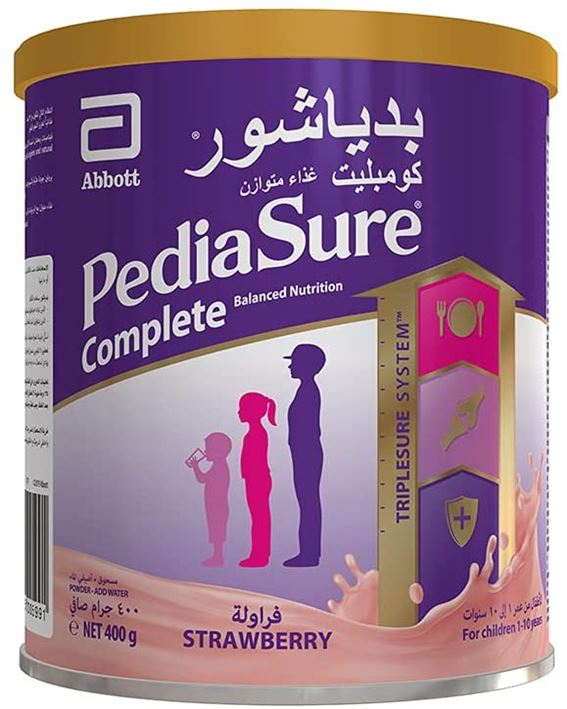 Abbott
بدياشور®
كومبليت غذاء متوازن
PediaSure®
Complete Balanced Nutrition
TRIPLESURE SYSTEM™
مسحوق • أضيفي الماء
POWDER • ADD WATER
٤٠٠ جرام صافي
e NET 400 g
فراولة
STRAWBERRY
للأطفال من عمر ١ إلى ١٠ سنوات
For children 1-10 years